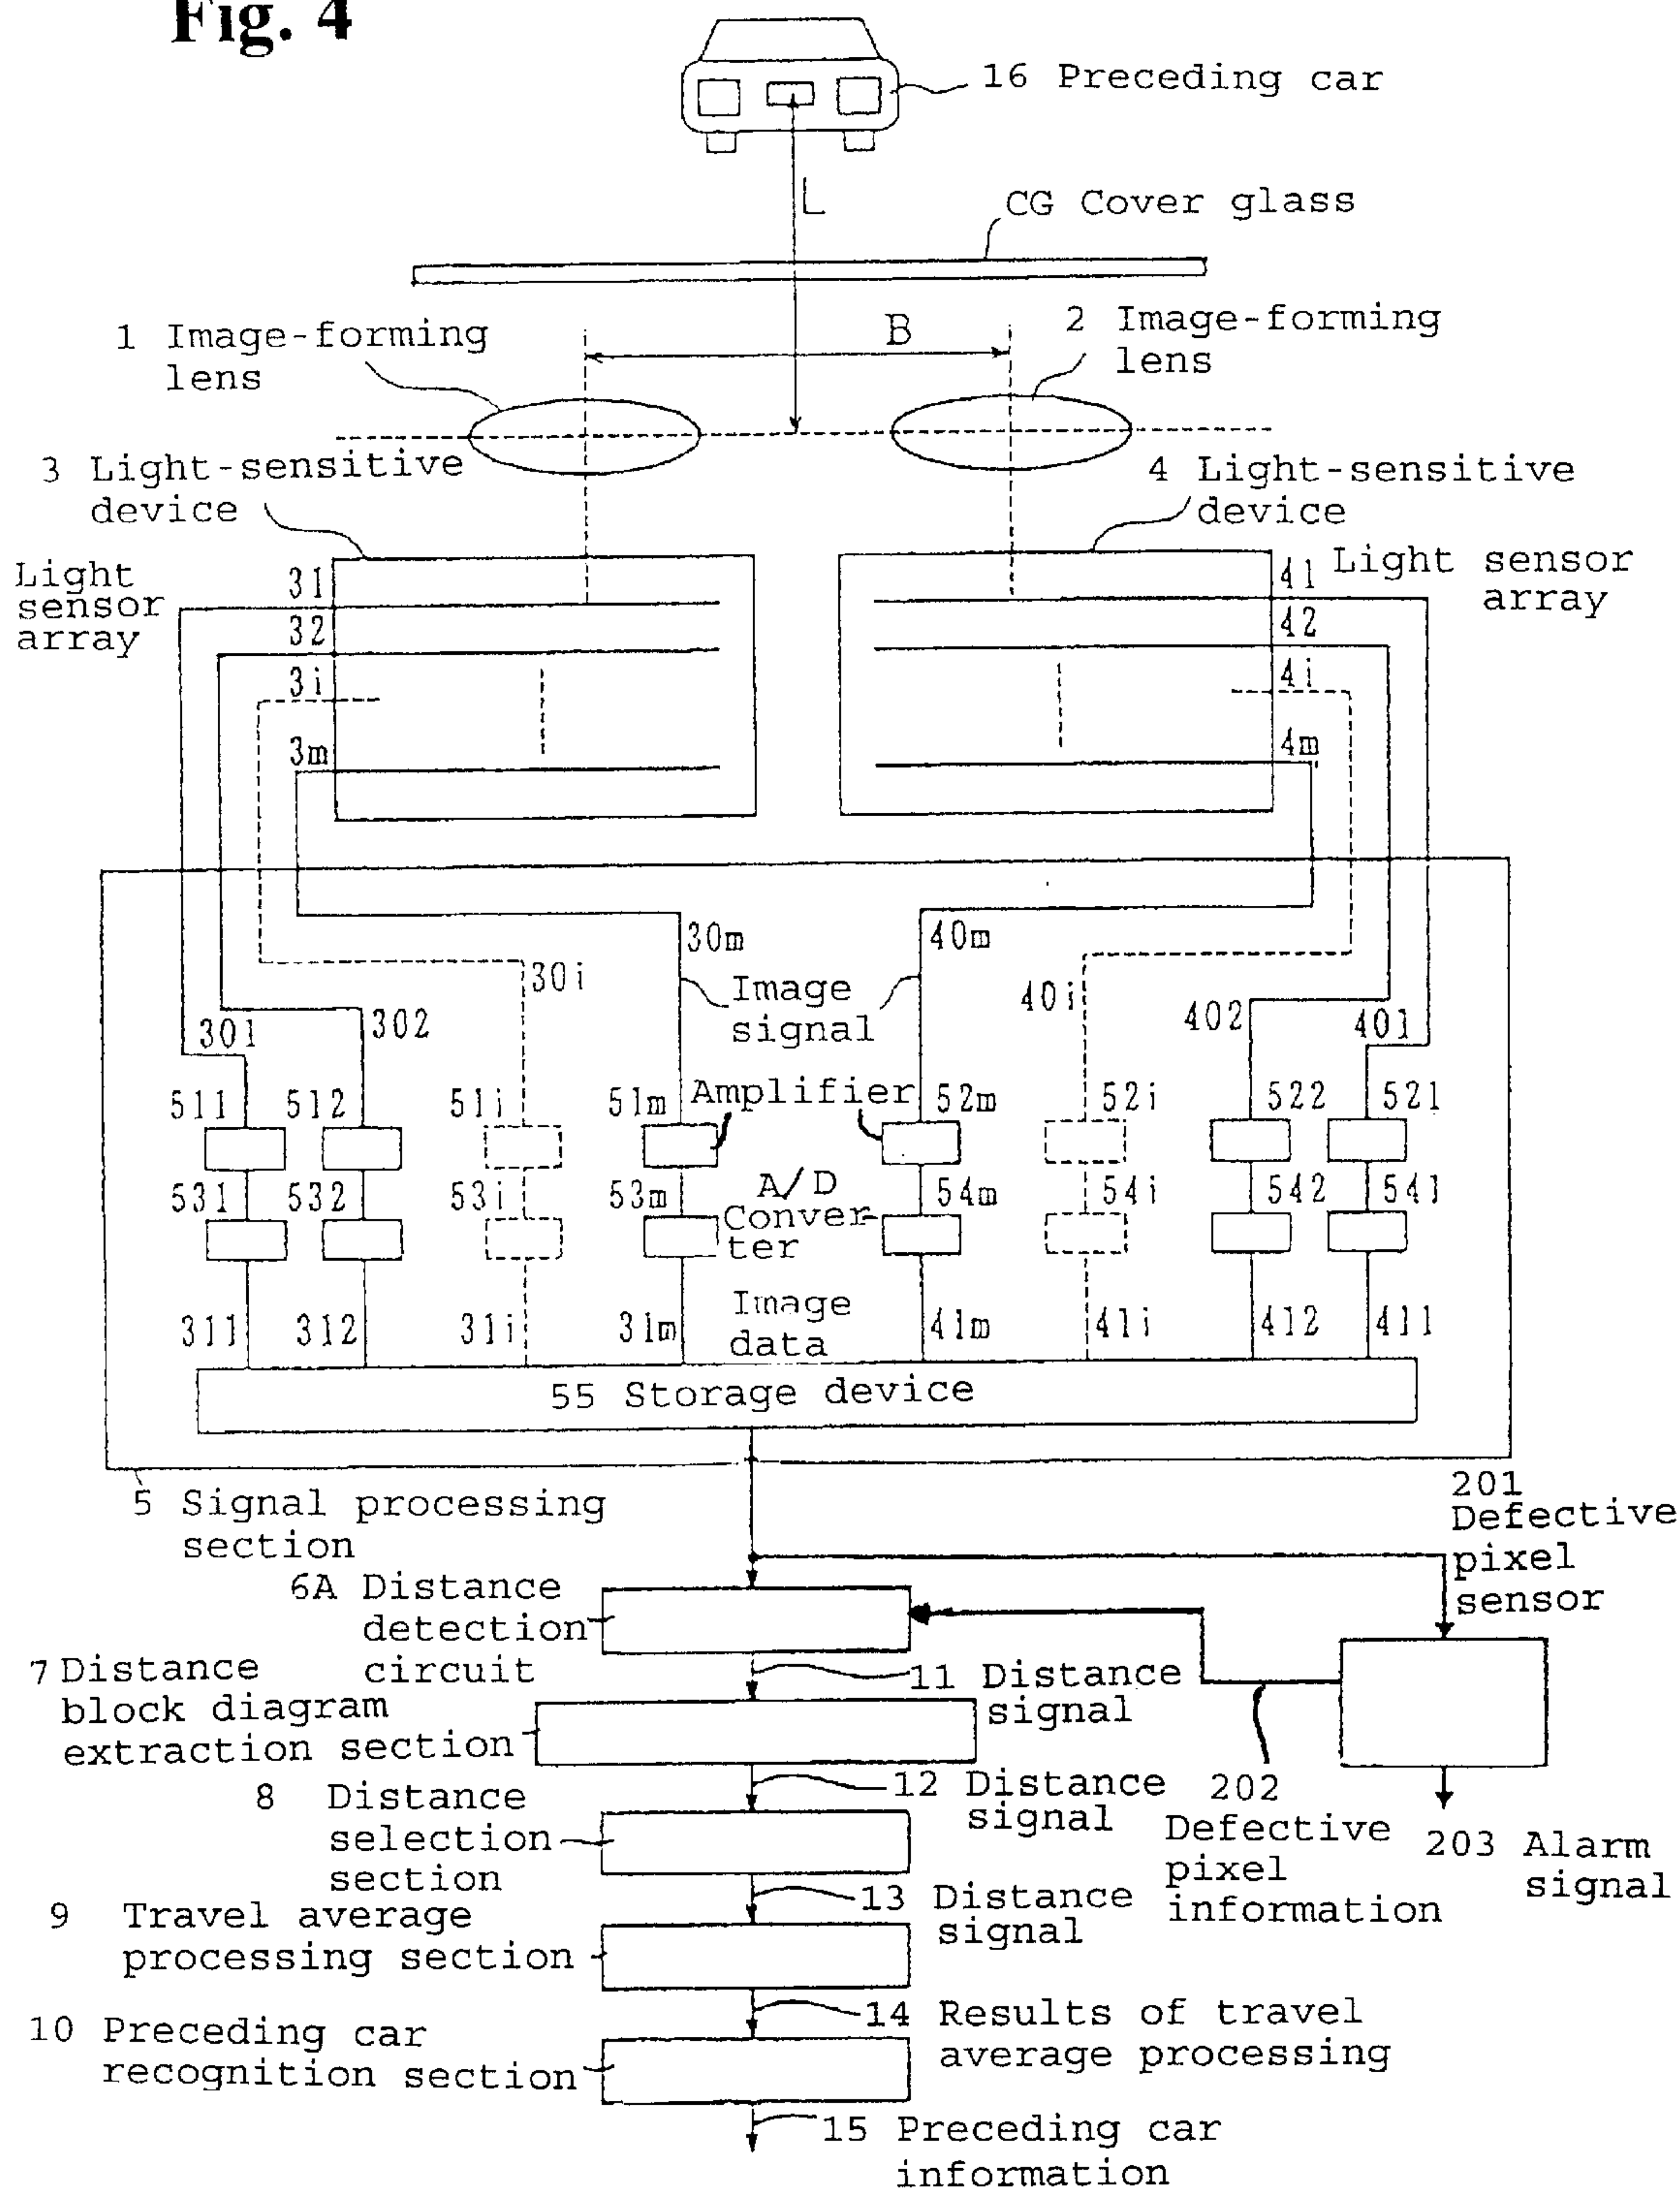 Fig. 4
16 Preceding car
L
CG Cover glass
B
1 Image-forming
lens
2 Image-forming
lens
3 Light-sensitive
device
4 Light-sensitive
device
Light
sensor
array
31
32
3i
3m
41
42
4i
4m
Light sensor
array
30m
40m
30i
40i
Image
signal
301
302
402
401
511
512
51i
51m
Amplifier
52m
52i
522
521
531
532
53i
53m
A/D
Conver-
ter
54m
54i
542
541
311
312
31i
31m
Image
data
41m
41i
412
411
55 Storage device
5 Signal processing
section
201
Defective
pixel
sensor
6A Distance
detection
circuit
11 Distance
signal
7 Distance
block diagram
extraction section
12 Distance
signal
202
Defective
pixel
information
203 Alarm
signal
8 Distance
selection
section
13 Distance
signal
9 Travel average
processing section
14 Results of travel
average processing
10 Preceding car
recognition section
15 Preceding car
information